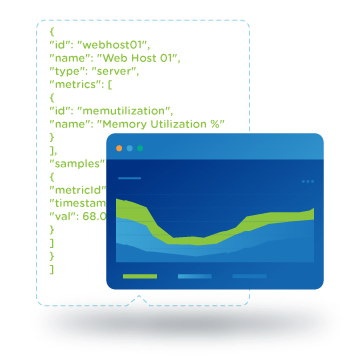 {
"id": "webhost01",
"name": "Web Host 01",
"type": "server",
"metrics": [
{
"id": "memutilization",
"name": "Memory Utilization %"
}
],
"samples"
{
"metricId"
"timestam
"val": 68.0
}
]
}
]